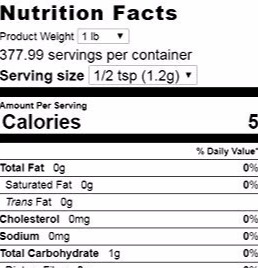 Nutrition Facts
Product Weight 1 lb
377.99 servings per container
Serving size 1/2 tsp (1.2g)
Amount Per Serving
Calories 5
% Daily Value*
Total Fat 0g 0%
Saturated Fat 0g 0%
Trans Fat 0g
Cholesterol 0mg 0%
Sodium 0mg 0%
Total Carbohydrate 1g 0%